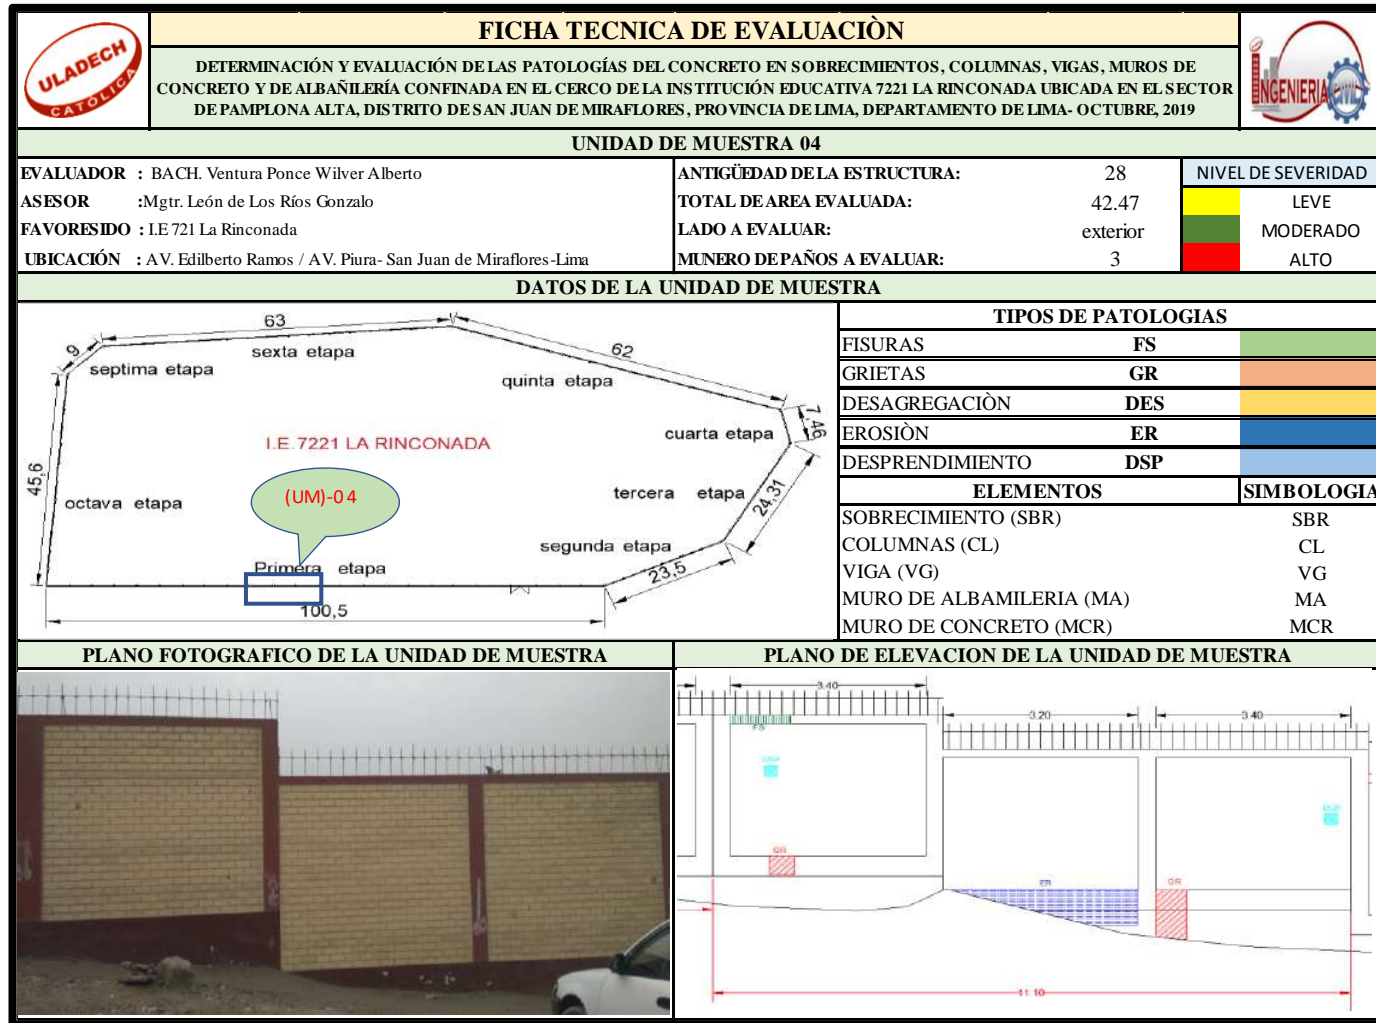 FICHA TECNICA DE EVALUACIÒN
ULADECH
CATÓLICA
DETERMINACIÓN Y EVALUACIÓN DE LAS PATOLOGÍAS DEL CONCRETO EN SOBRECIMIENTOS, COLUMNAS, VIGAS, MUROS DE
CONCRETO Y DE ALBAÑILERÍA CONFINADA EN EL CERCO DE LA INSTITUCIÓN EDUCATIVA 7221 LA RINCONADA UBICADA EN EL SECTOR
DE PAMPLONA ALTA, DISTRITO DE SAN JUAN DE MIRAFLORES, PROVINCIA DE LIMA, DEPARTAMENTO DE LIMA- OCTUBRE, 2019
INGENIERIA CIVIL
UNIDAD DE MUESTRA 04
EVALUADOR : BACH. Ventura Ponce Wilver Alberto
ASESOR :Mgtr. León de Los Ríos Gonzalo
FAVORESIDO : I.E 721 La Rinconada
UBICACIÓN : AV. Edilberto Ramos / AV. Piura- San Juan de Miraflores-Lima
ANTIGÜEDAD DE LA ESTRUCTURA: 28
TOTAL DE AREA EVALUADA: 42.47
LADO A EVALUAR: exterior
MUNERO DE PAÑOS A EVALUAR: 3
NIVEL DE SEVERIDAD
LEVE
MODERADO
ALTO
DATOS DE LA UNIDAD DE MUESTRA
63
9
sexta etapa
septima etapa
62
quinta etapa
7,46
cuarta etapa
I.E. 7221 LA RINCONADA
45,6
(UM)-04
octava etapa
tercera etapa
24,31
segunda etapa
Primera etapa
23,5
100,5
TIPOS DE PATOLOGIAS
FISURAS FS
GRIETAS GR
DESAGREGACIÒN DES
EROSIÒN ER
DESPRENDIMIENTO DSP
ELEMENTOS SIMBOLOGIA
SOBRECIMIENTO (SBR) SBR
COLUMNAS (CL) CL
VIGA (VG) VG
MURO DE ALBAMILERIA (MA) MA
MURO DE CONCRETO (MCR) MCR
PLANO FOTOGRAFICO DE LA UNIDAD DE MUESTRA
PLANO DE ELEVACION DE LA UNIDAD DE MUESTRA
3.40
3.20
3.40
FS
GR
ER
GR
11.10